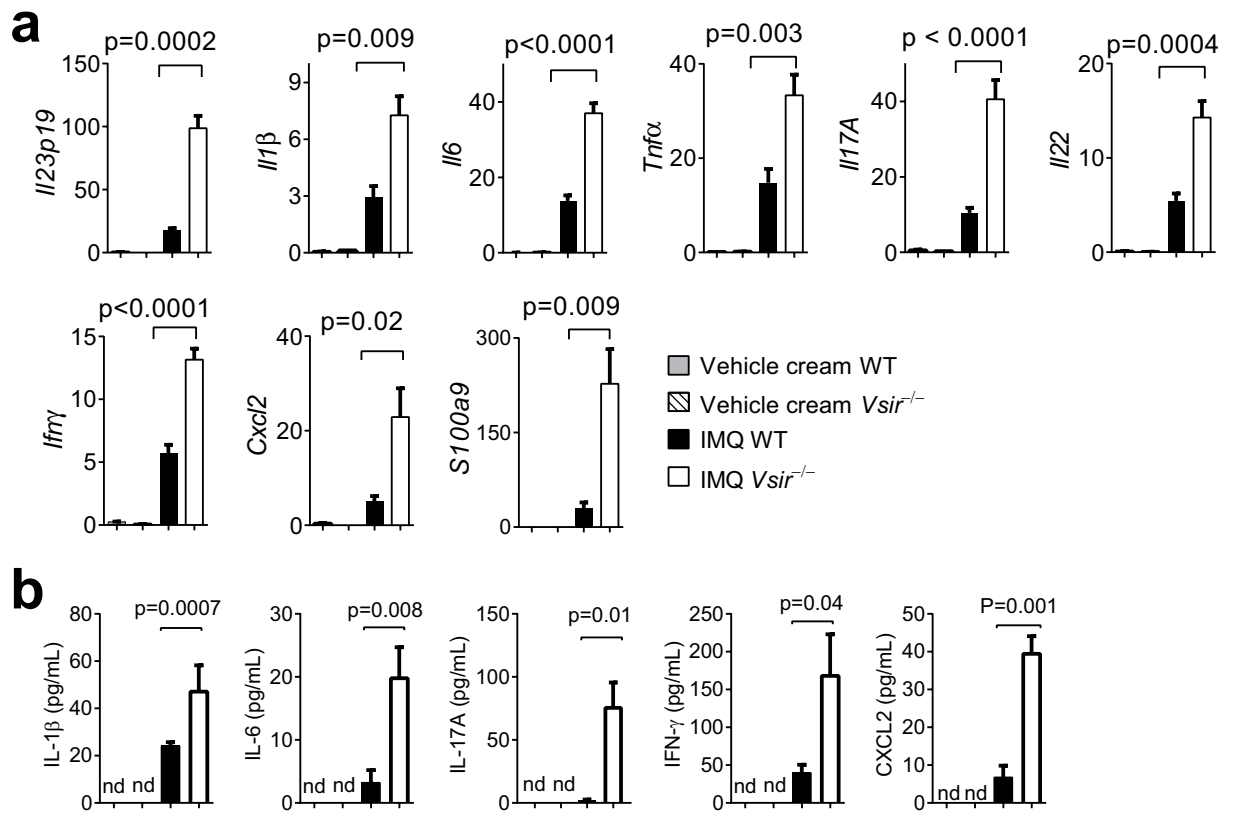 a
p=0.0002
p=0.009
p<0.0001
p=0.003
p < 0.0001
p=0.0004
Il23p19
150
100
50
0
Il1β
9
6
3
0
Il6
40
20
0
Tnfα
40
20
0
Il17A
40
20
0
Il22
20
10
0
p<0.0001
p=0.02
p=0.009
Ifnγ
15
10
5
0
Cxcl2
40
20
0
S100a9
300
150
0
Vehicle cream WT
Vehicle cream Vsir−/−
IMQ WT
IMQ Vsir−/−
b
p=0.0007
p=0.008
p=0.01
p=0.04
P=0.001
IL-1β (pg/mL)
80
60
40
20
0
nd nd
IL-6 (pg/mL)
30
20
10
0
nd nd
IL-17A (pg/mL)
150
100
50
0
nd nd
IFN-γ (pg/mL)
250
200
150
100
50
0
nd nd
CXCL2 (pg/mL)
50
40
30
20
10
0
nd nd